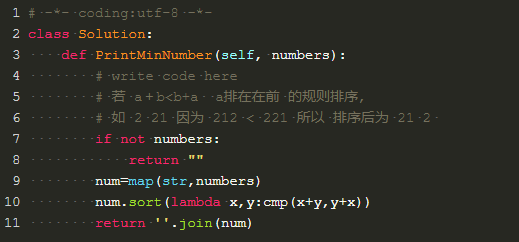 1 # -*- coding:utf-8 -*-
2 class Solution:
3     def PrintMinNumber(self, numbers):
4         # write code here
5         # 若 a+b<b+a  a排在在前 的规则排序,
6         # 如 2 21 因为 212 < 221 所以 排序后为 21 2
7         if not numbers:
8             return ""
9         num=map(str,numbers)
10         num.sort(lambda x,y:cmp(x+y,y+x))
11         return ''.join(num)